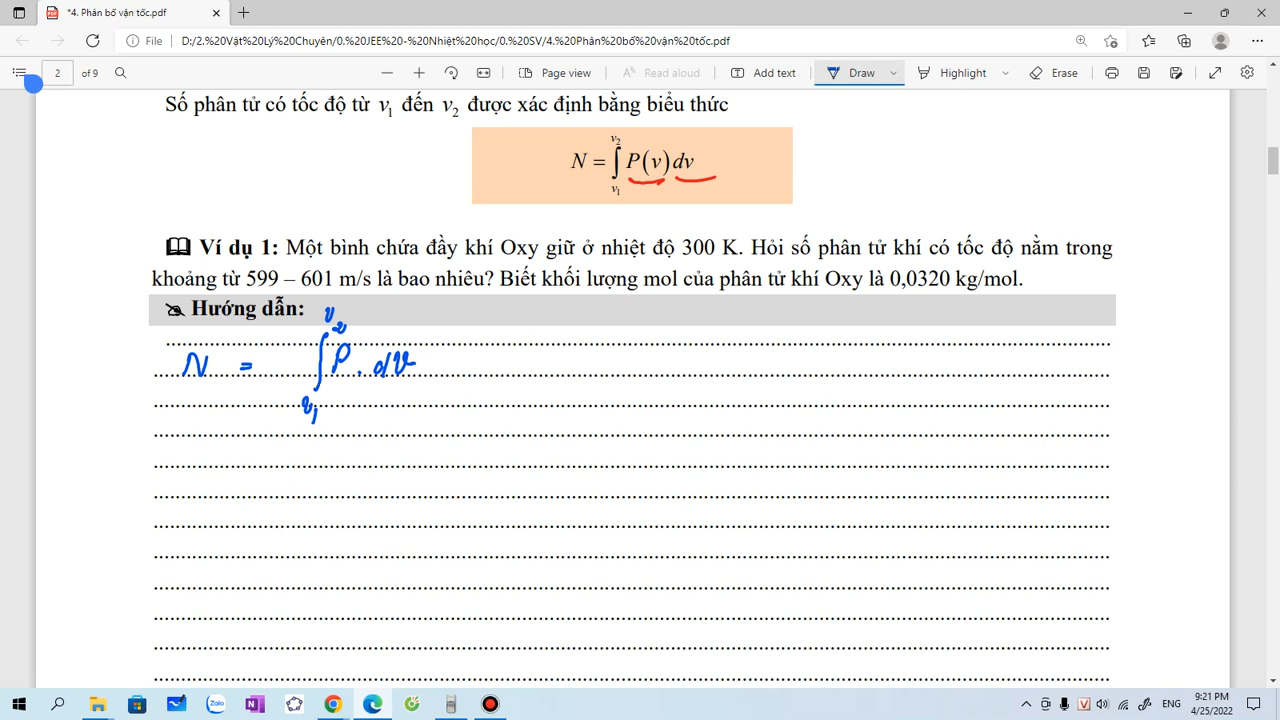 *4. Phân bố vận tốc.pdf
File D:/2.%20Vật%20Lý%20Chuyên/0.%20JEE%20-%20Nhiệt%20học/0.%20SV/4.%20Phân%20bố%20vận%20tốc.pdf
2 of 9 Page view Read aloud Add text Draw Highlight Erase
Số phân tử có tốc độ từ v₁ đến v₂ được xác định bằng biểu thức
N = ∫_{v₁}^{v₂} P(v) dv
Ví dụ 1: Một bình chứa đầy khí Oxy giữ ở nhiệt độ 300 K. Hỏi số phân tử khí có tốc độ nằm trong
khoảng từ 599 – 601 m/s là bao nhiêu? Biết khối lượng mol của phân tử khí Oxy là 0,0320 kg/mol.
Hướng dẫn:
N = ∫_{v₁}^{v₂} P . dv
Zalo N V ENG 9:21 PM
4/25/2022